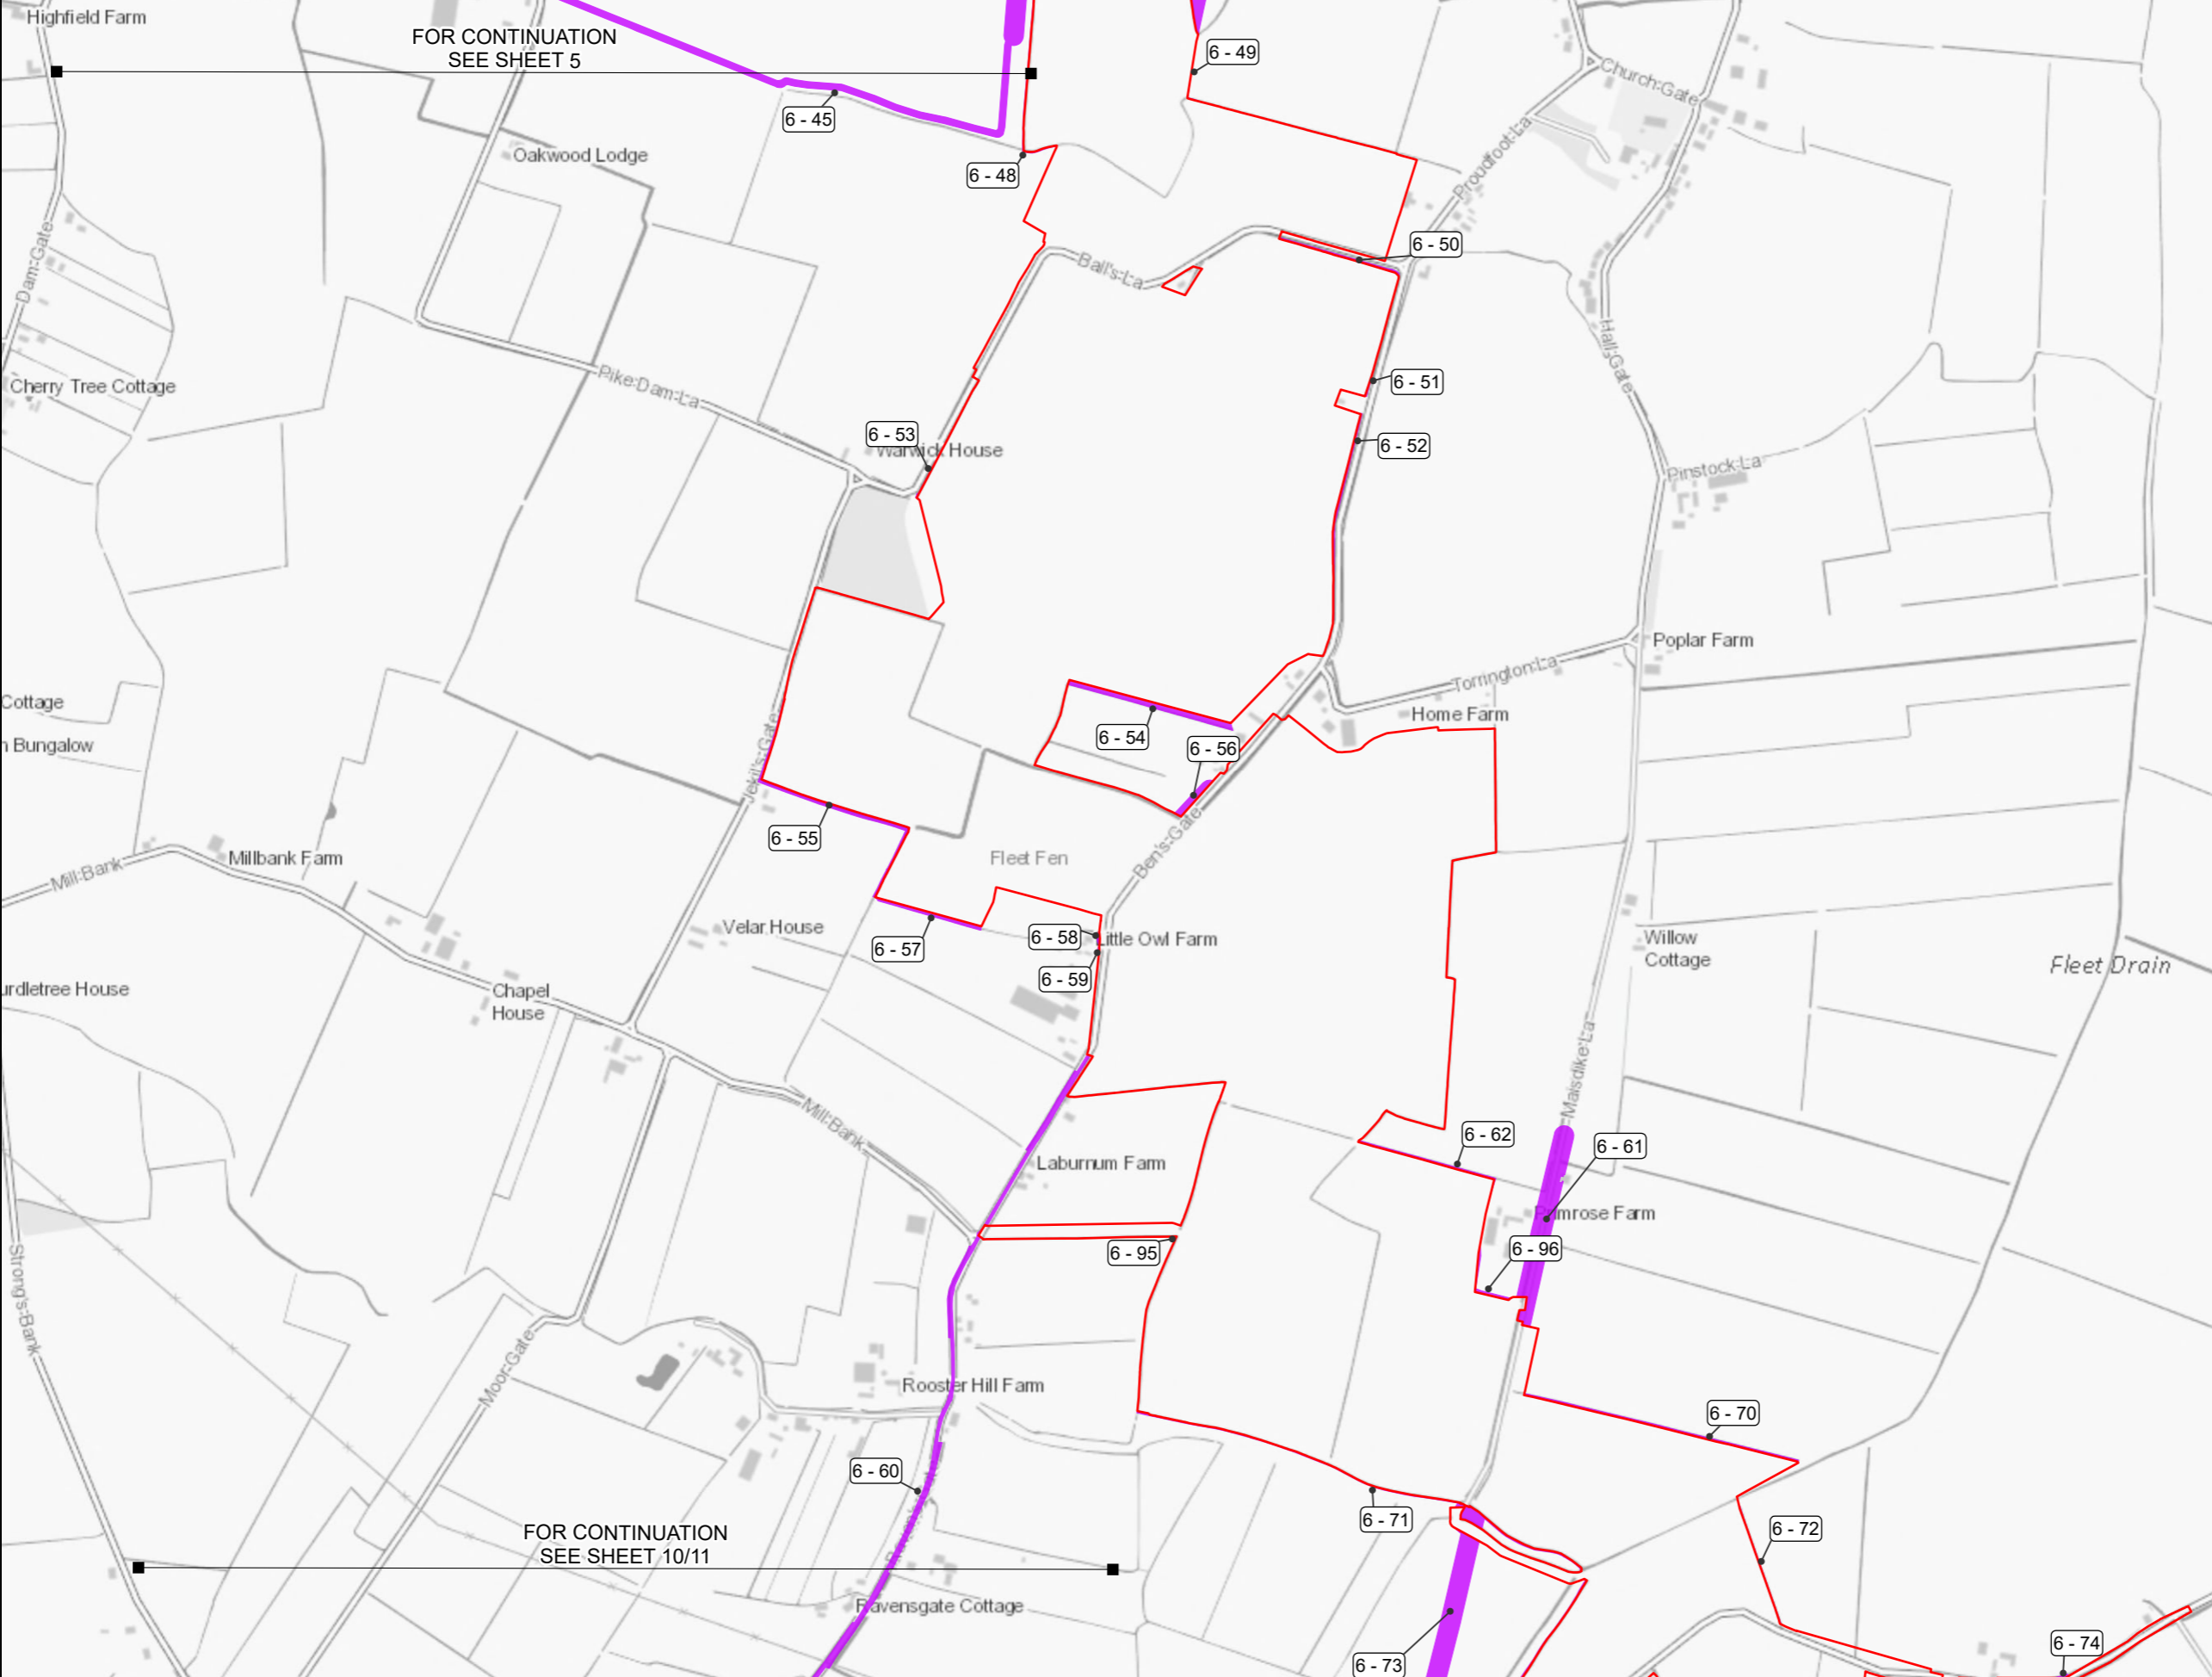 Highfield Farm
FOR CONTINUATION
SEE SHEET 5
6 - 49
Church Gate
6 - 45
Proudfoot La
Oakwood Lodge
6 - 48
Dam Gate
6 - 50
Ball's La
Hall Gate
Pike Dam La
Cherry Tree Cottage
6 - 51
6 - 53
6 - 52
Warwick House
Pinstock La
Poplar Farm
Torrington La
Cottage
Home Farm
6 - 54
n Bungalow
6 - 56
Jekil's Gate
6 - 55
Ben's Gate
Millbank Farm
Mill Bank
Fleet Fen
Velar House
6 - 57
6 - 58
Little Owl Farm
Willow
Cottage
Fleet Drain
6 - 59
urdletree House
Chapel
House
Maisdike La
Mill Bank
6 - 62
6 - 61
Laburnum Farm
Primrose Farm
6 - 95
6 - 96
Strong's Bank
Moor Gate
Rooster Hill Farm
6 - 70
6 - 60
6 - 71
6 - 72
FOR CONTINUATION
SEE SHEET 10/11
Ravensgate Cottage
6 - 73
6 - 74